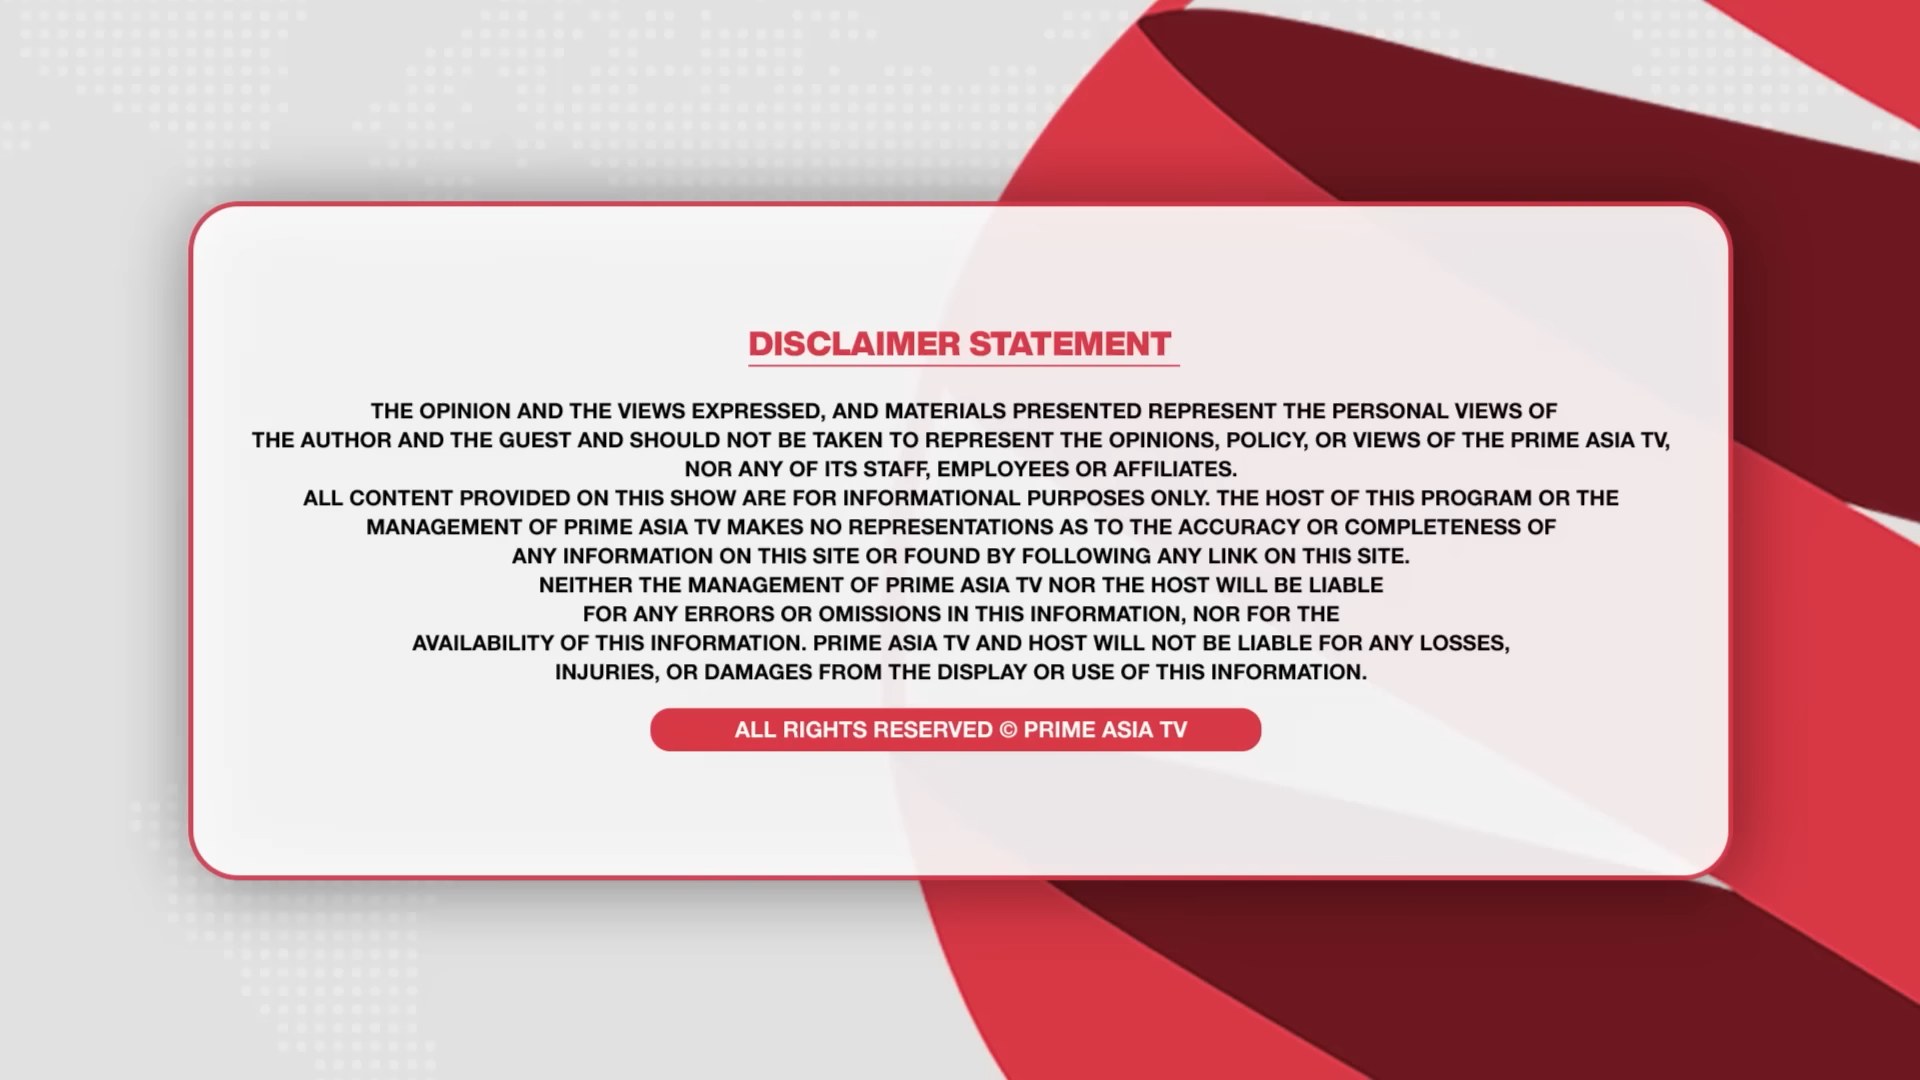 DISCLAIMER STATEMENT
THE OPINION AND THE VIEWS EXPRESSED, AND MATERIALS PRESENTED REPRESENT THE PERSONAL VIEWS OF
THE AUTHOR AND THE GUEST AND SHOULD NOT BE TAKEN TO REPRESENT THE OPINIONS, POLICY, OR VIEWS OF THE PRIME ASIA TV,
NOR ANY OF ITS STAFF, EMPLOYEES OR AFFILIATES.
ALL CONTENT PROVIDED ON THIS SHOW ARE FOR INFORMATIONAL PURPOSES ONLY. THE HOST OF THIS PROGRAM OR THE
MANAGEMENT OF PRIME ASIA TV MAKES NO REPRESENTATIONS AS TO THE ACCURACY OR COMPLETENESS OF
ANY INFORMATION ON THIS SITE OR FOUND BY FOLLOWING ANY LINK ON THIS SITE.
NEITHER THE MANAGEMENT OF PRIME ASIA TV NOR THE HOST WILL BE LIABLE
FOR ANY ERRORS OR OMISSIONS IN THIS INFORMATION, NOR FOR THE
AVAILABILITY OF THIS INFORMATION. PRIME ASIA TV AND HOST WILL NOT BE LIABLE FOR ANY LOSSES,
INJURIES, OR DAMAGES FROM THE DISPLAY OR USE OF THIS INFORMATION.
ALL RIGHTS RESERVED © PRIME ASIA TV